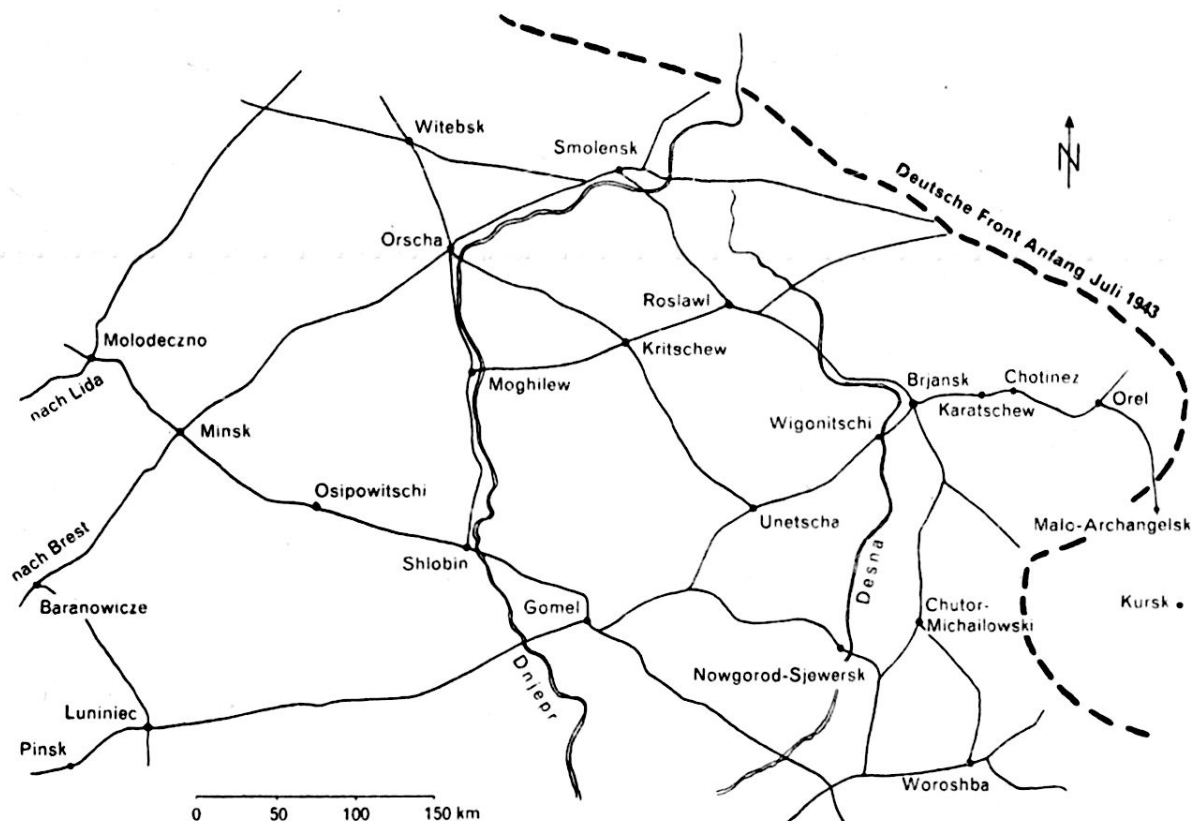 Witebsk
Smolensk
N
Deutsche Front Anfang Juli 1943
Orscha
Roslawl
Molodeczno
Kritschew
nach Lida
Moghilew
Brjansk
Chotinez
Karatschew
Orel
Minsk
Wigonitschi
Osipowitschi
Unetscha
Malo-Archangelsk
nach Brest
Shlobin
Desna
Baranowicze
Gomel
Chutor-
Michailowski
Kursk
Dnjepr
Nowgorod-Sjewersk
Luniniec
Pinsk
Woroshba
0 50 100 150 km